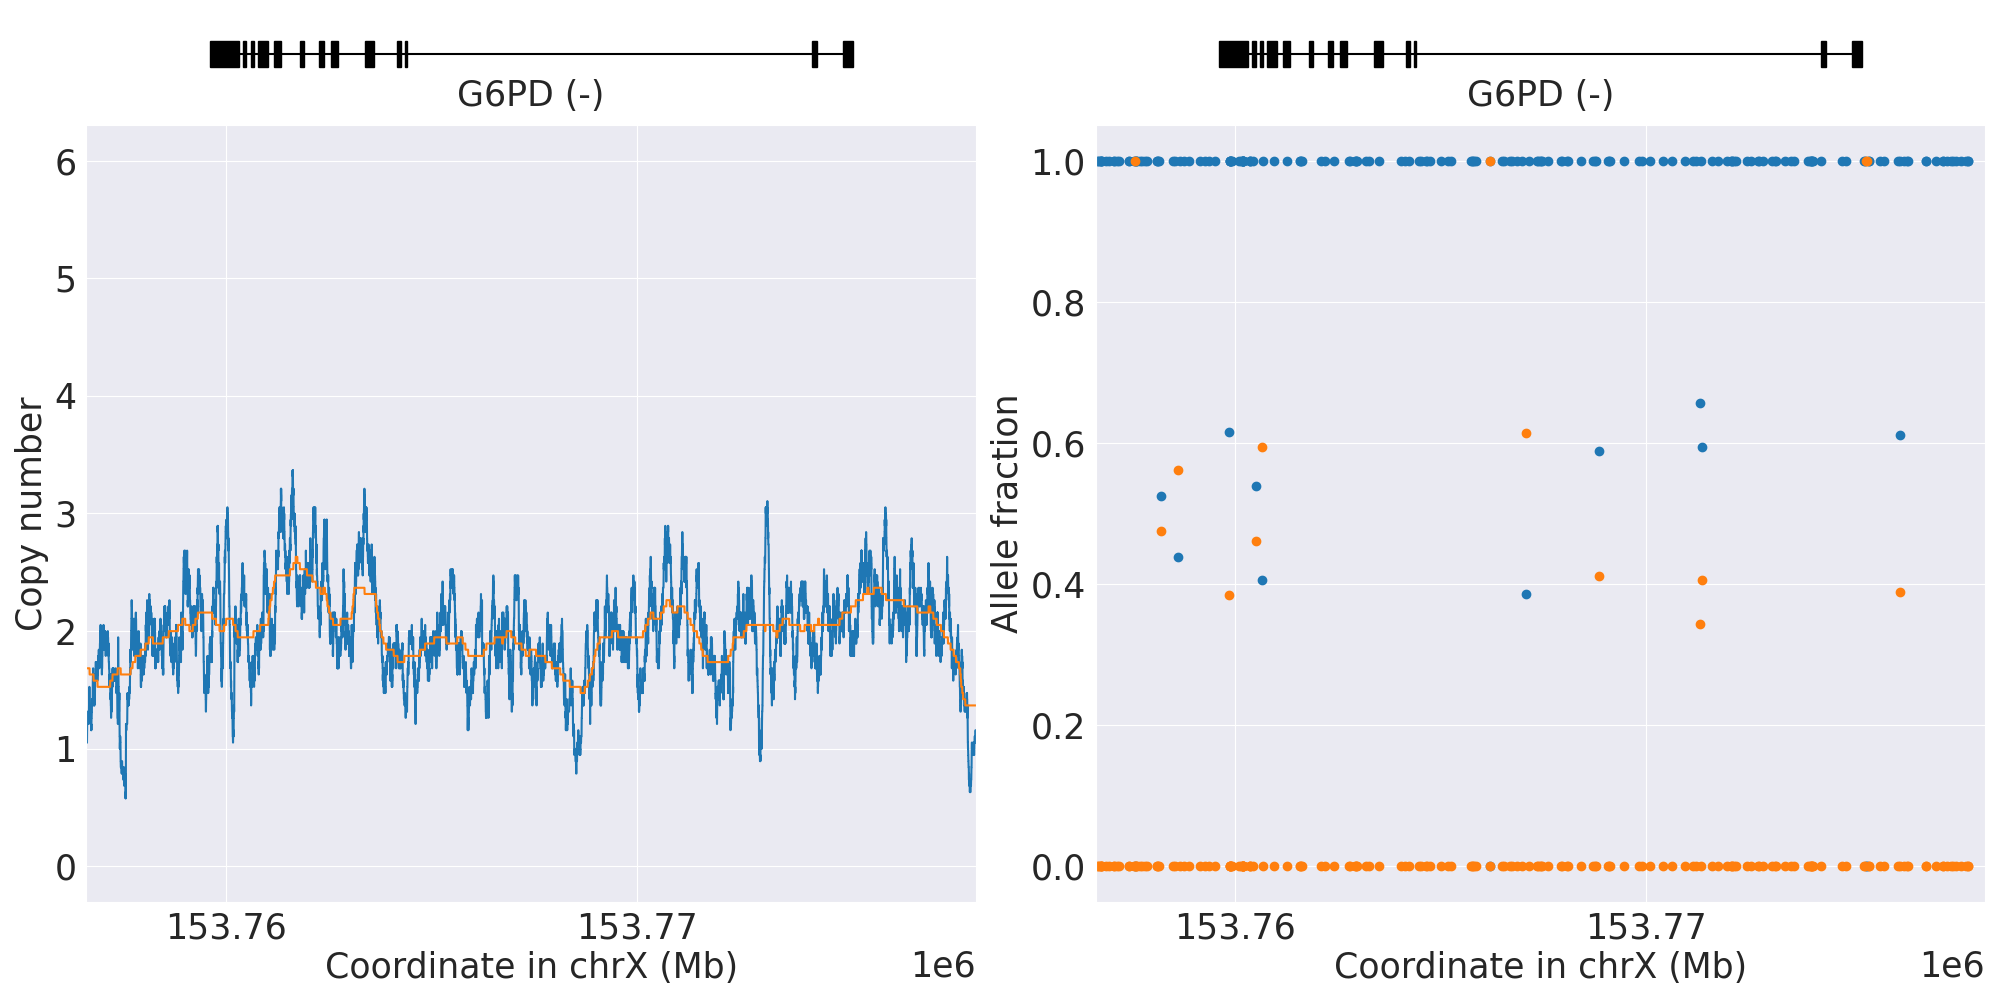 G6PD (-)
6
5
4
3
2
1
0
Copy number
153.76
153.77
Coordinate in chrX (Mb)
1e6
G6PD (-)
1.0
0.8
0.6
0.4
0.2
0.0
Allele fraction
153.76
153.77
Coordinate in chrX (Mb)
1e6